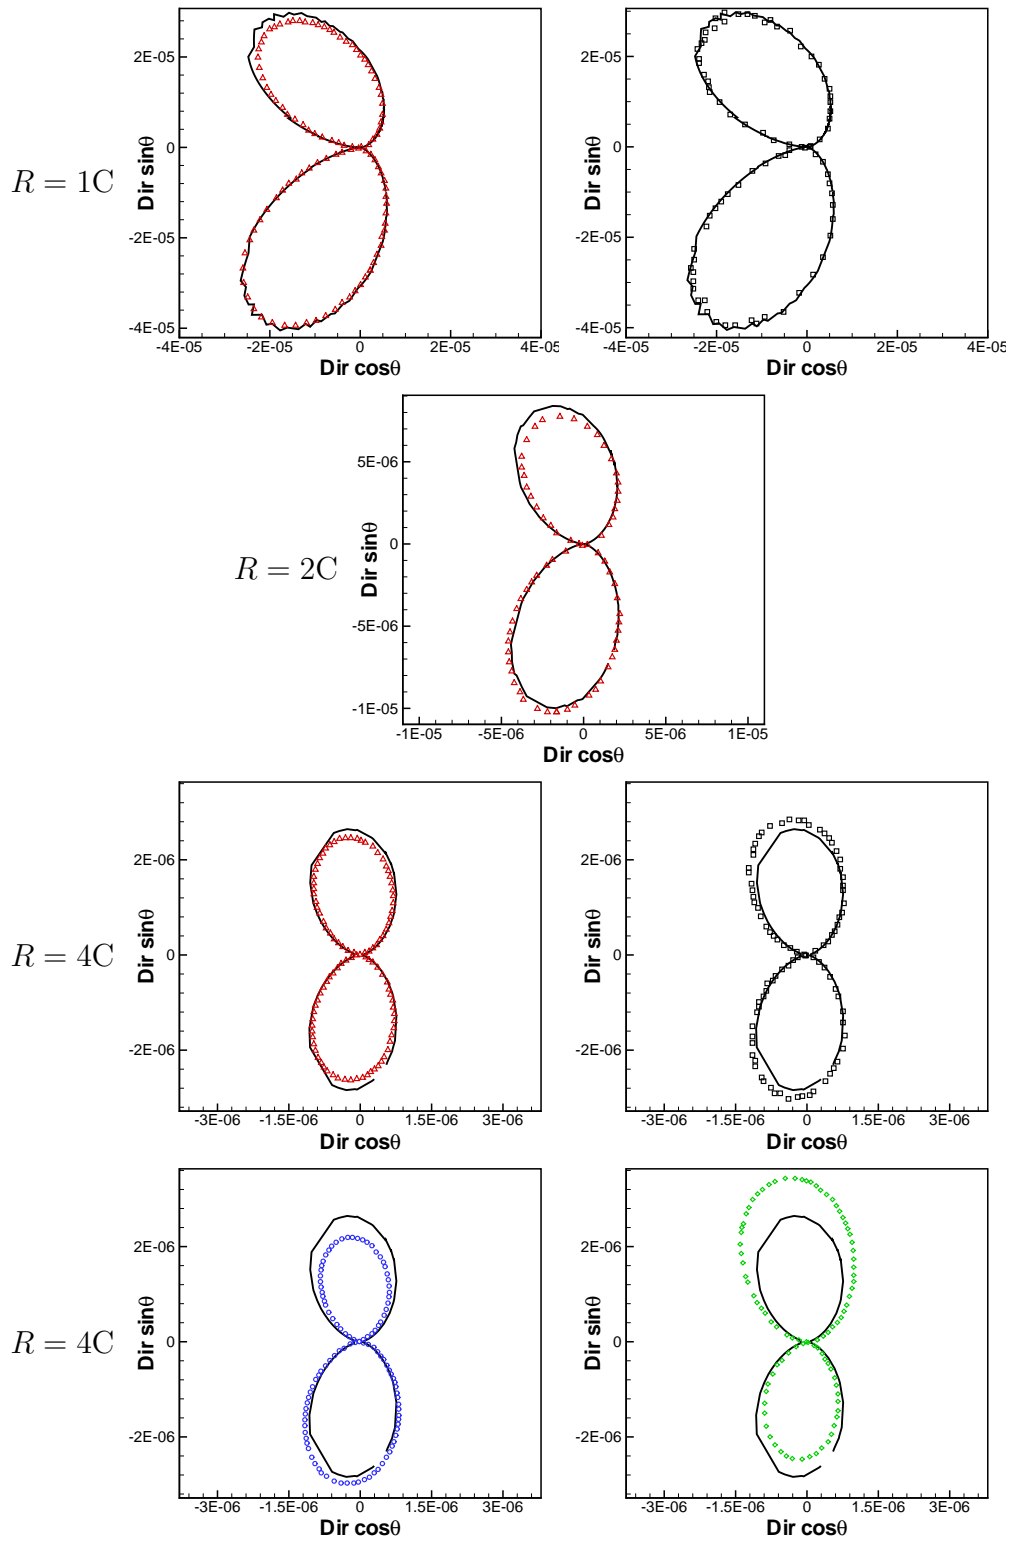 R = 1C
Dir sinθ
2E-05
0
-2E-05
-4E-05
-4E-05 -2E-05 0 2E-05 4E-05
Dir cosθ
Dir sinθ
2E-05
0
-2E-05
-4E-05
-4E-05 -2E-05 0 2E-05 4E-05
Dir cosθ
R = 2C
Dir sinθ
5E-06
0
-5E-06
-1E-05
-1E-05 -5E-06 0 5E-06 1E-05
Dir cosθ
R = 4C
Dir sinθ
2E-06
0
-2E-06
-3E-06 -1.5E-06 0 1.5E-06 3E-06
Dir cosθ
Dir sinθ
2E-06
0
-2E-06
-3E-06 -1.5E-06 0 1.5E-06 3E-06
Dir cosθ
R = 4C
Dir sinθ
2E-06
0
-2E-06
-3E-06 -1.5E-06 0 1.5E-06 3E-06
Dir cosθ
Dir sinθ
2E-06
0
-2E-06
-3E-06 -1.5E-06 0 1.5E-06 3E-06
Dir cosθ